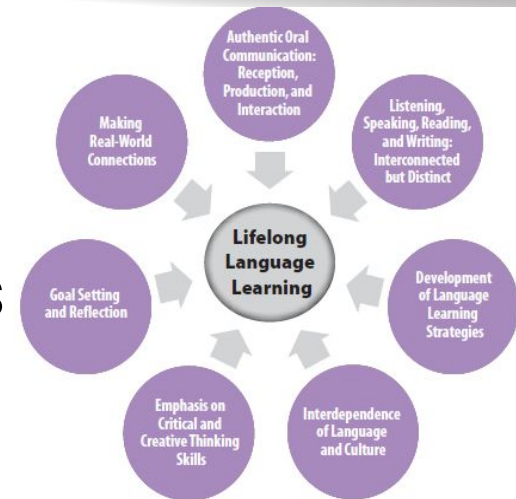 Authentic Oral
Communication:
Reception,
Production, and
Interaction
Listening,
Speaking, Reading,
and Writing:
Interconnected
but Distinct
Development
of Language
Learning
Strategies
Interdependence
of Language
and Culture
Emphasis on
Critical and
Creative Thinking
Skills
Goal Setting
and Reflection
Making
Real-World
Connections
Lifelong
Language
Learning
s